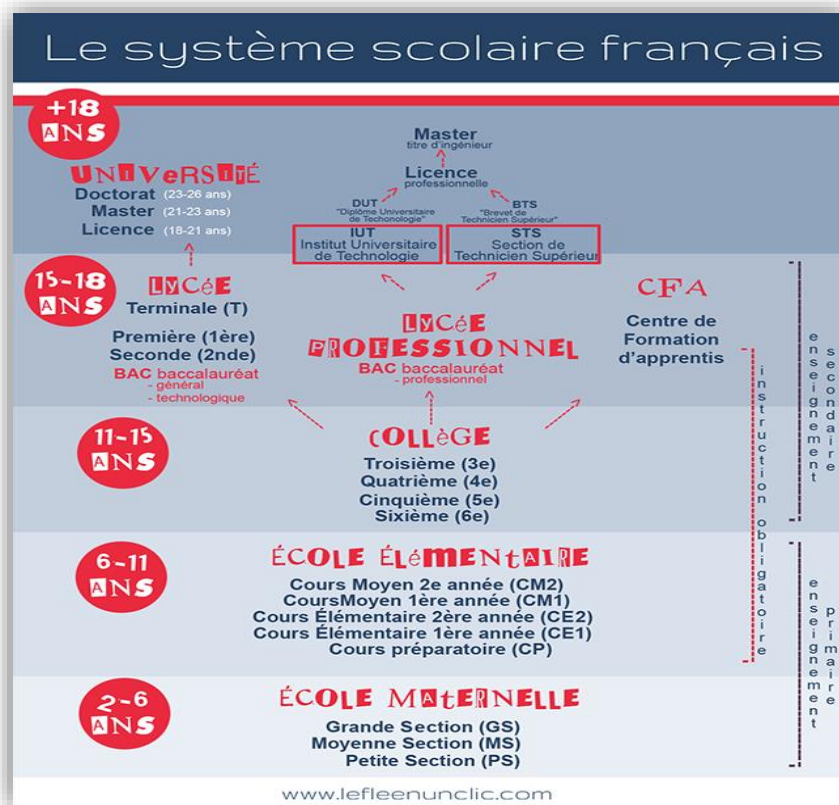 Le système scolaire français
+18
ANS
UNIVERSITÉ
Doctorat (23-26 ans)
Master (21-23 ans)
Licence (18-21 ans)
Master
titre d'ingénieur
Licence
professionnelle
DUT
"Diplôme Universitaire
de Techonologie"
BTS
"Brevet de
Technicien Supérieur"
IUT
Institut Universitaire
de Technologie
STS
Section de
Technicien Supérieur
15-18
ANS
LYCÉE
Terminale (T)
Première (1ère)
Seconde (2nde)
BAC baccalauréat
- général
- technologique
LYCÉE
PROFESSIONNEL
BAC baccalauréat
- professionnel
CFA
Centre de
Formation
d'apprentis
11-15
ANS
COLLÈGE
Troisième (3e)
Quatrième (4e)
Cinquième (5e)
Sixième (6e)
6-11
ANS
ÉCOLE ÉLÉMENTAIRE
Cours Moyen 2e année (CM2)
CoursMoyen 1ère année (CM1)
Cours Élémentaire 2ère année (CE2)
Cours Élémentaire 1ère année (CE1)
Cours préparatoire (CP)
2-6
ANS
ÉCOLE MATERNELLE
Grande Section (GS)
Moyenne Section (MS)
Petite Section (PS)
instruction obligatoire
enseignement
secondaire
enseignement
primaire
www.lefleenunclic.com